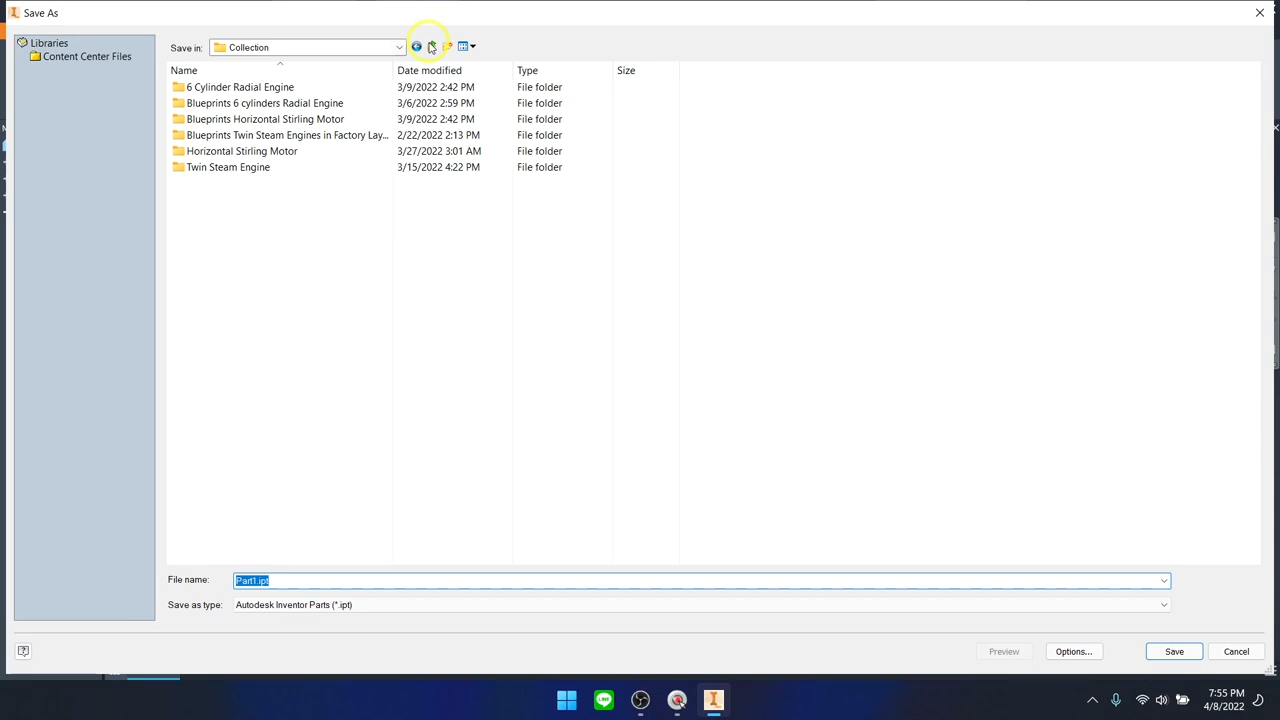 Save As
Libraries
Content Center Files
Save in: Collection
Name Date modified Type Size
6 Cylinder Radial Engine 3/9/2022 2:42 PM File folder
Blueprints 6 cylinders Radial Engine 3/6/2022 2:59 PM File folder
Blueprints Horizontal Stirling Motor 3/9/2022 2:42 PM File folder
Blueprints Twin Steam Engines in Factory Lay... 2/22/2022 2:13 PM File folder
Horizontal Stirling Motor 3/27/2022 3:01 AM File folder
Twin Steam Engine 3/15/2022 4:22 PM File folder
File name: Part1.ipt
Save as type: Autodesk Inventor Parts (*.ipt)
Preview Options... Save Cancel
LINE
7:55 PM
4/8/2022